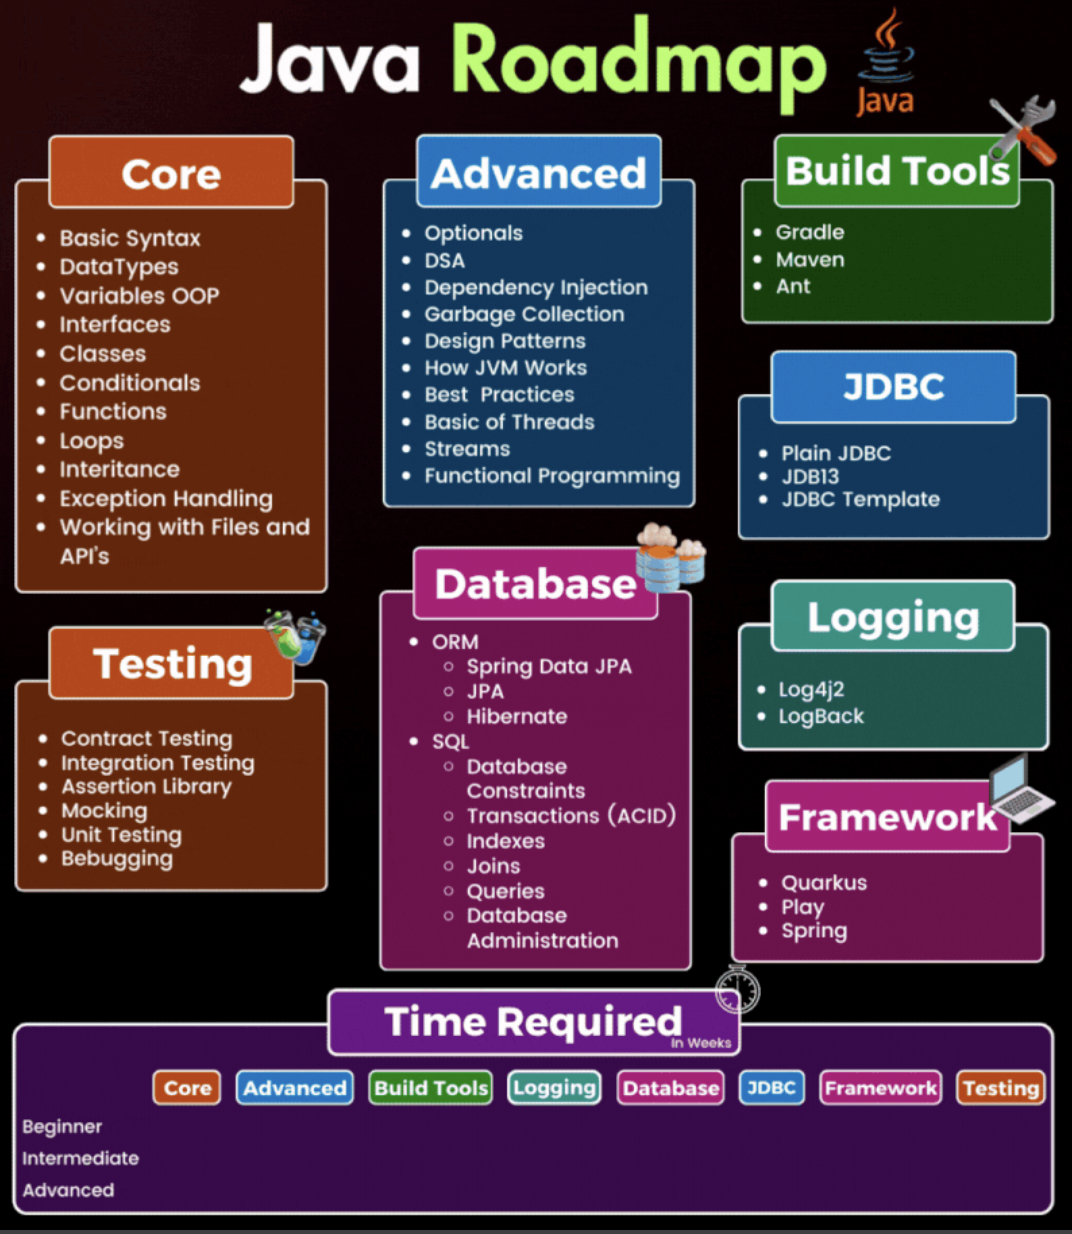 Java Roadmap
Java
Core
Basic Syntax
DataTypes
Variables OOP
Interfaces
Classes
Conditionals
Functions
Loops
Interitance
Exception Handling
Working with Files and
API's
Advanced
Optionals
DSA
Dependency Injection
Garbage Collection
Design Patterns
How JVM Works
Best Practices
Basic of Threads
Streams
Functional Programming
Build Tools
Gradle
Maven
Ant
JDBC
Plain JDBC
JDB13
JDBC Template
Testing
Contract Testing
Integration Testing
Assertion Library
Mocking
Unit Testing
Bebugging
Database
ORM
Spring Data JPA
JPA
Hibernate
SQL
Database
Constraints
Transactions (ACID)
Indexes
Joins
Queries
Database
Administration
Logging
Log4j2
LogBack
Framework
Quarkus
Play
Spring
Time Required
In Weeks
Core Advanced Build Tools Logging Database JDBC Framework Testing
Beginner
Intermediate
Advanced